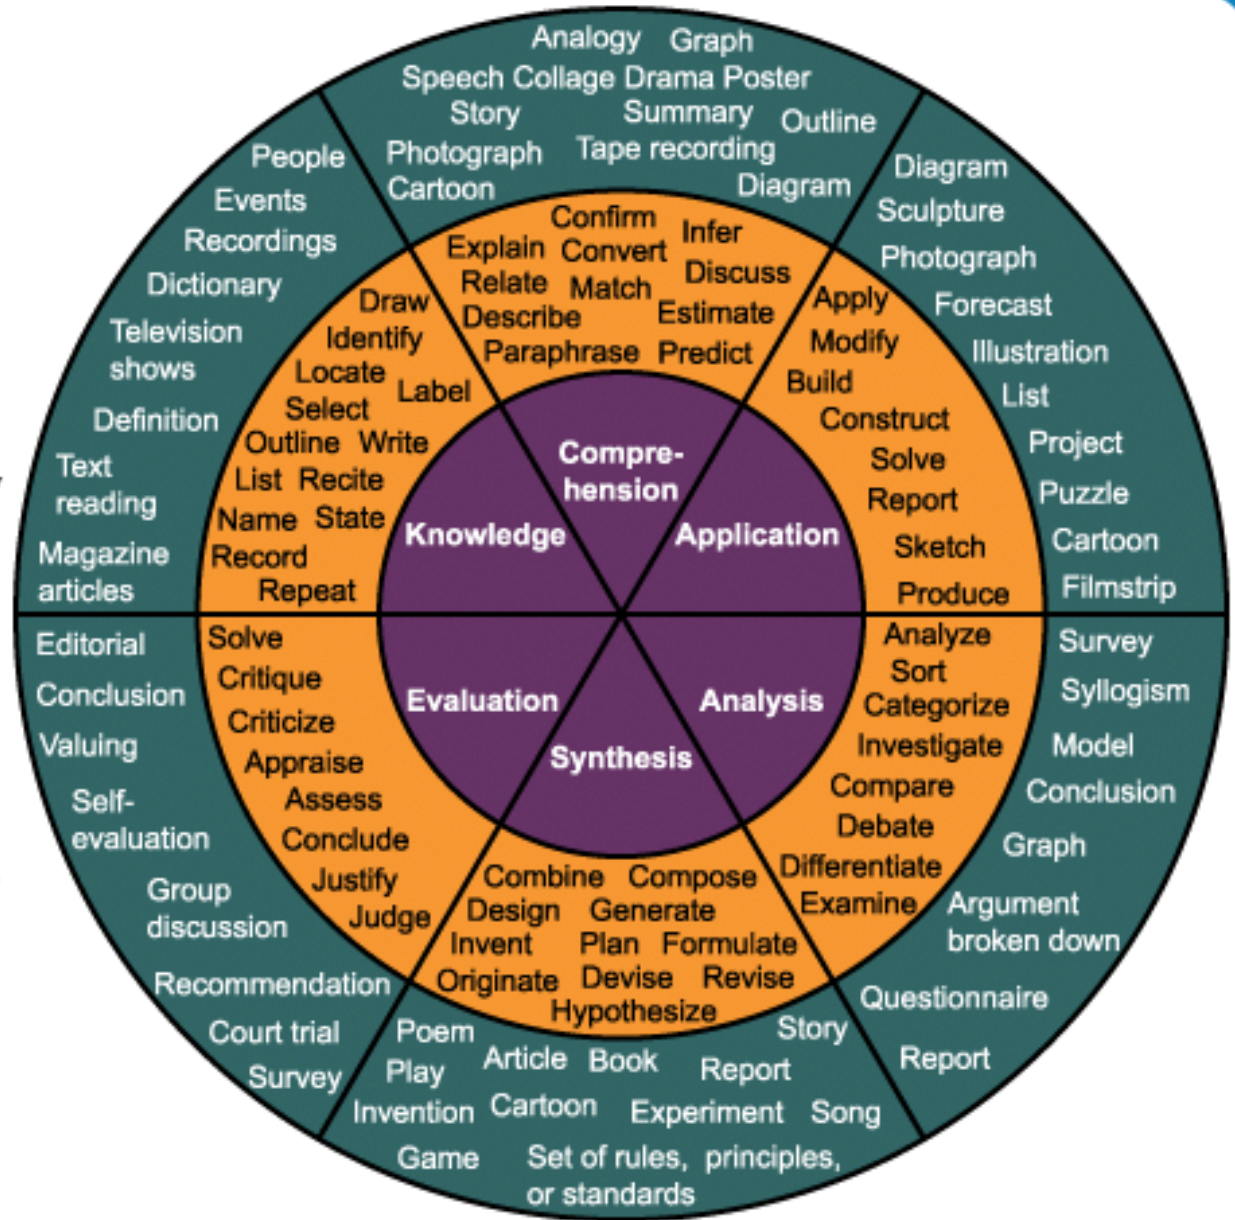 Analogy Graph
Speech Collage Drama Poster
Story Summary Outline
Photograph Tape recording
Cartoon Diagram
Confirm Infer
Explain Convert
Relate Match Discuss
Describe Estimate
Paraphrase Predict
Compre-
hension
Diagram
Sculpture
Photograph
Forecast
Illustration
List
Project
Puzzle
Cartoon
Filmstrip
Apply
Modify
Build
Construct
Solve
Report
Sketch
Produce
Application
Survey
Syllogism
Model
Conclusion
Graph
Argument
broken down
Questionnaire
Report
Analyze
Sort
Categorize
Investigate
Compare
Debate
Differentiate
Examine
Analysis
Synthesis
Combine Compose
Design Generate
Invent Plan Formulate
Originate Devise Revise
Hypothesize
Poem Story
Play Article Book Report
Invention Cartoon Experiment Song
Game Set of rules, principles,
or standards
Evaluation
Solve
Critique
Criticize
Appraise
Assess
Conclude
Justify
Judge
Editorial
Conclusion
Valuing
Self-
evaluation
Group
discussion
Recommendation
Court trial
Survey
Knowledge
Draw
Identify
Locate Label
Select
Outline Write
List Recite
Name State
Record
Repeat
People
Events
Recordings
Dictionary
Television
shows
Definition
Text
reading
Magazine
articles